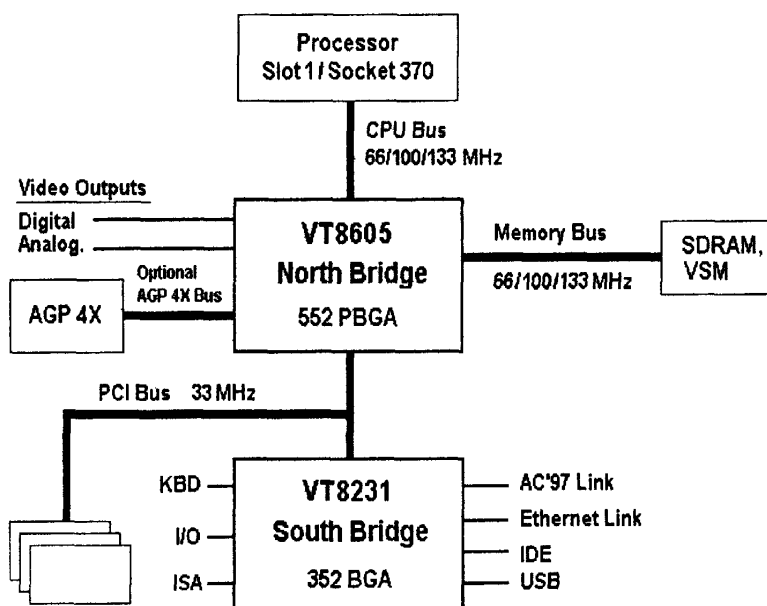 Processor
Slot 1 / Socket 370
CPU Bus
66/100/133 MHz
Video Outputs
Digital
Analog.
VT8605
North Bridge
552 PBGA
Memory Bus
66/100/133 MHz
SDRAM,
VSM
Optional
AGP 4X Bus
AGP 4X
PCI Bus 33 MHz
KBD
I/O
ISA
VT8231
South Bridge
352 BGA
AC'97 Link
Ethernet Link
IDE
USB